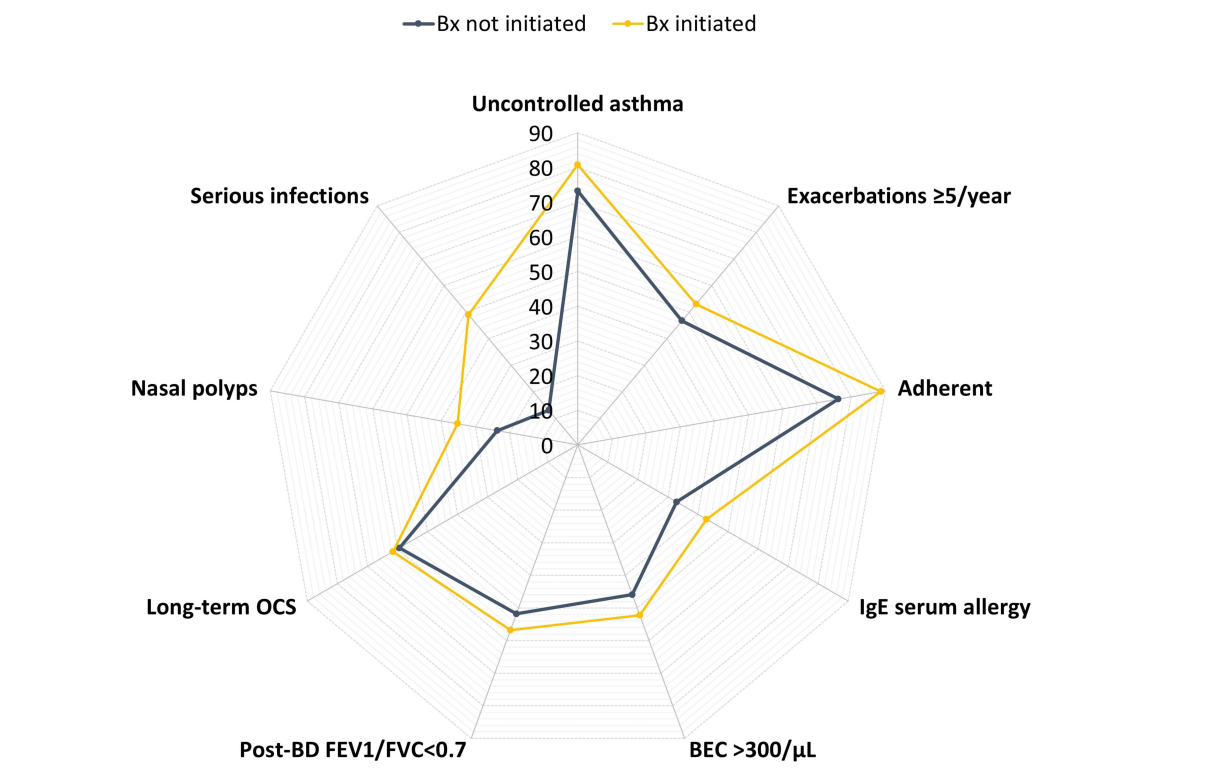 Bx not initiated Bx initiated
Uncontrolled asthma
90
80
Serious infections
Exacerbations ≥5/year
70
60
50
40
Nasal polyps
Adherent
30
20
10
0
Long-term OCS
IgE serum allergy
Post-BD FEV1/FVC<0.7
BEC >300/µL